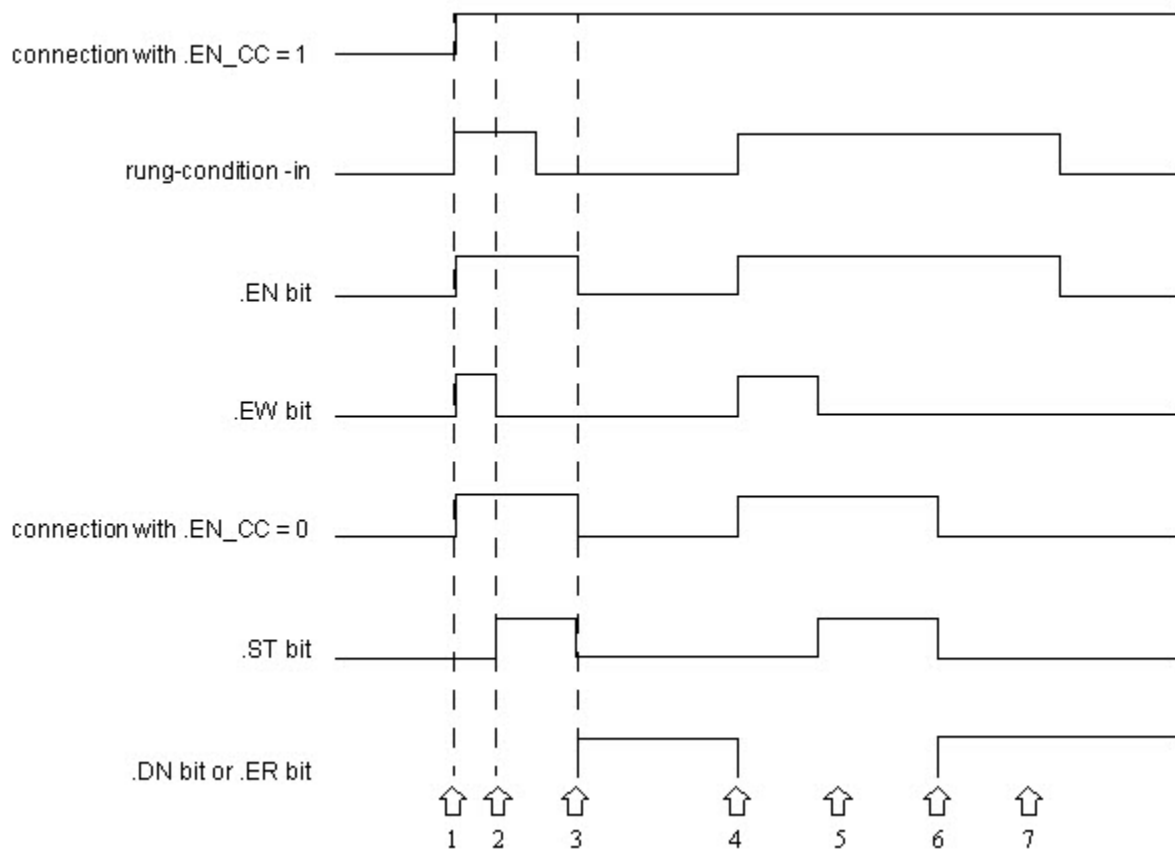 connection with .EN_CC = 1
rung-condition -in
.EN bit
.EW bit
connection with .EN_CC = 0
.ST bit
.DN bit or .ER bit
1 2 3 4 5 6 7